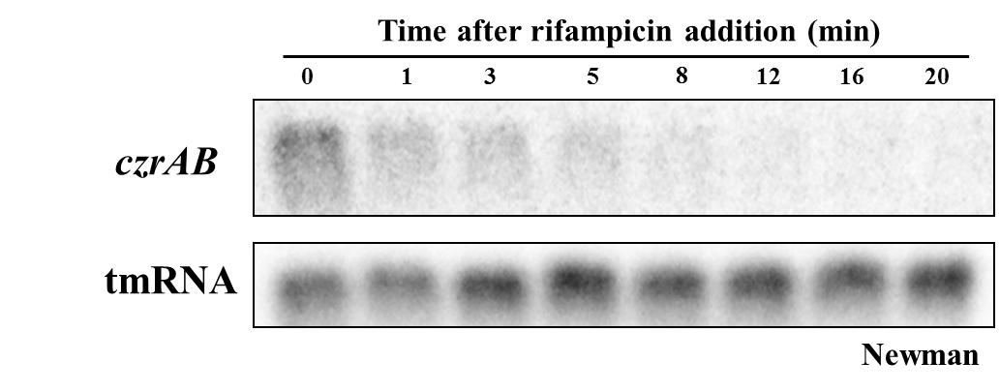 Time after rifampicin addition (min)
0 1 3 5 8 12 16 20
czrAB
tmRNA
Newman